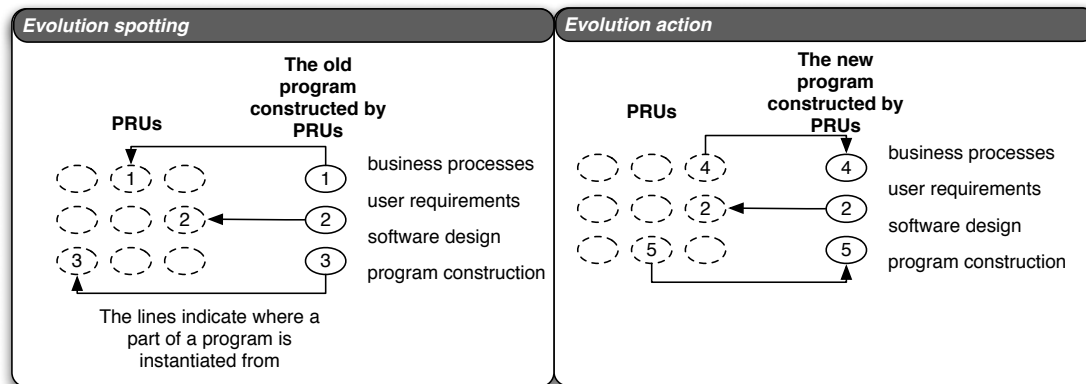 Evolution spotting
The old
program
constructed by
PRUs
PRUs
1
1
business processes
user requirements
2
2
software design
3
3
program construction
The lines indicate where a
part of a program is
instantiated from
Evolution action
The new
program
constructed by
PRUs
PRUs
4
4
business processes
user requirements
2
2
software design
5
5
program construction